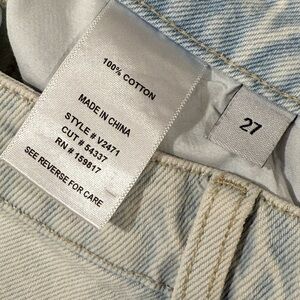 100% COTTON
MADE IN CHINA
STYLE # V2471
CUT # 54337
RN # 159817
SEE REVERSE FOR CARE
27